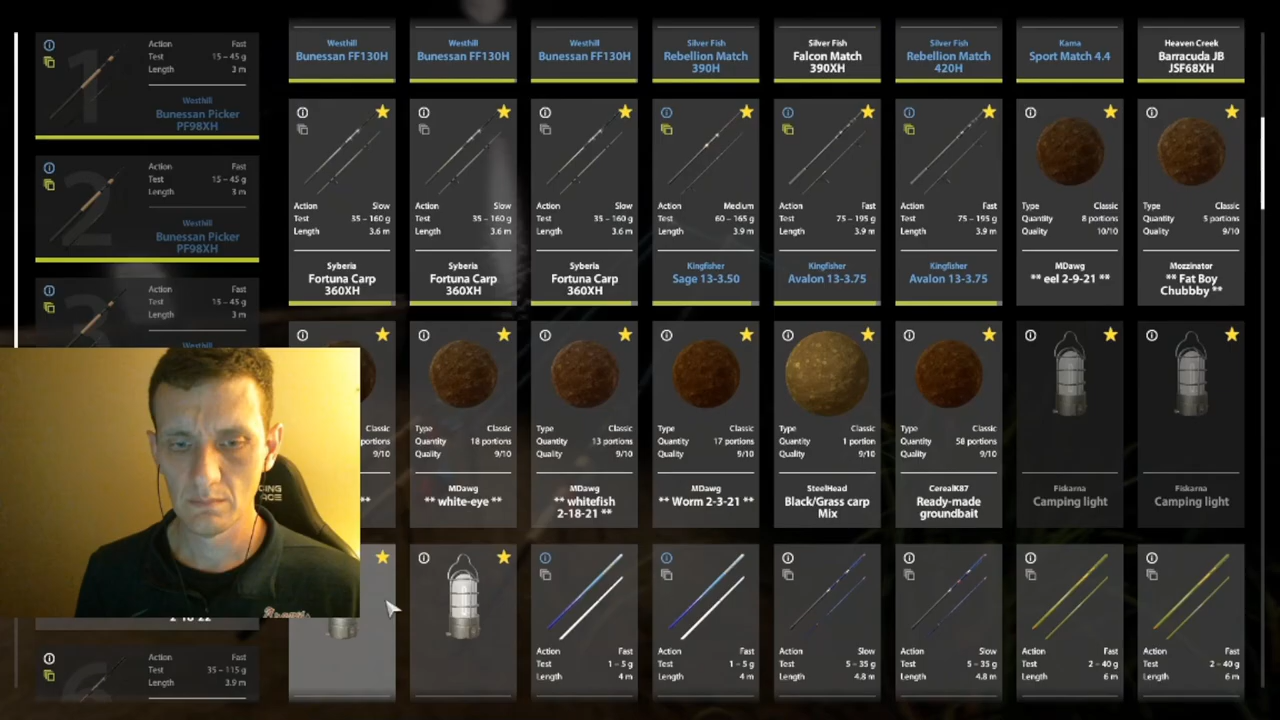 1
Action Fast
Test 15 – 45 g
Length 3 m
Westhill
Bunessan Picker
PF98XH
2
Action Fast
Test 15 – 45 g
Length 3 m
Westhill
Bunessan Picker
PF98XH
Action Fast
Test 15 – 45 g
Length 3 m
Westhill
6
Action Fast
Test 35 – 115 g
Length 3.9 m
Westhill
Bunessan FF130H
Westhill
Bunessan FF130H
Westhill
Bunessan FF130H
Silver Fish
Rebellion Match
390H
Silver Fish
Falcon Match
390XH
Silver Fish
Rebellion Match
420H
Kama
Sport Match 4.4
Heaven Creek
Barracuda JB
JSF68XH
Action Slow
Test 35 – 160 g
Length 3.6 m
Syberia
Fortuna Carp
360XH
Action Slow
Test 35 – 160 g
Length 3.6 m
Syberia
Fortuna Carp
360XH
Action Slow
Test 35 – 160 g
Length 3.6 m
Syberia
Fortuna Carp
360XH
Action Medium
Test 60 – 165 g
Length 3.9 m
Kingfisher
Sage 13-3.50
Action Fast
Test 75 – 195 g
Length 3.9 m
Kingfisher
Avalon 13-3.75
Action Fast
Test 75 – 195 g
Length 3.9 m
Kingfisher
Avalon 13-3.75
Type Classic
Quantity 8 portions
Quality 10/10
MDawg
** eel 2-9-21 **
Type Classic
Quantity 5 portions
Quality 9/10
Mozzinator
** Fat Boy
Chubbby **
Classic
portions
9/10
**
Type Classic
Quantity 18 portions
Quality 9/10
MDawg
** white-eye **
Type Classic
Quantity 13 portions
Quality 9/10
MDawg
** whitefish
2-18-21 **
Type Classic
Quantity 17 portions
Quality 9/10
MDawg
** Worm 2-3-21 **
Type Classic
Quantity 1 portion
Quality 9/10
SteelHead
Black/Grass carp
Mix
Type Classic
Quantity 58 portions
Quality 9/10
CerealK87
Ready-made
groundbait
Fiskarna
Camping light
Fiskarna
Camping light
Action Fast
Test 1 – 5 g
Length 4 m
Action Fast
Test 1 – 5 g
Length 4 m
Action Slow
Test 5 – 35 g
Length 4.8 m
Action Slow
Test 5 – 35 g
Length 4.8 m
Action Fast
Test 2 – 40 g
Length 6 m
Action Fast
Test 2 – 40 g
Length 6 m